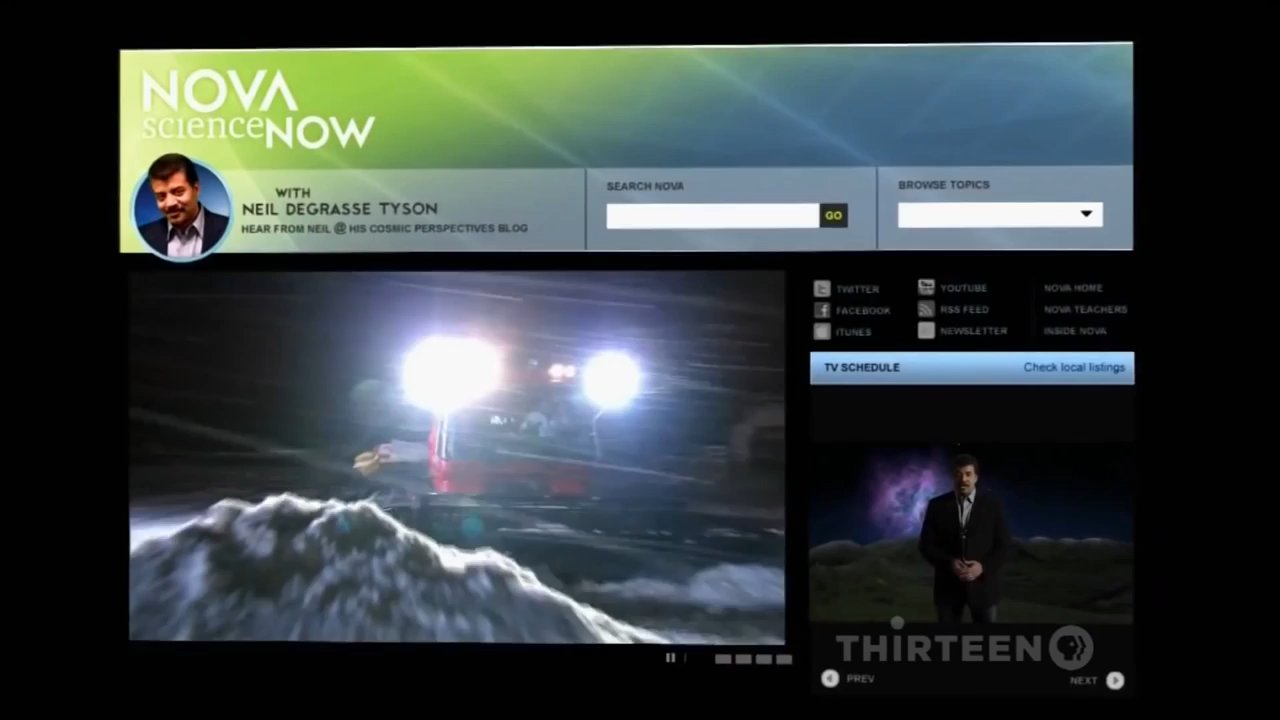 NOVA
scienceNOW
WITH
NEIL DEGRASSE TYSON
HEAR FROM NEIL @ HIS COSMIC PERSPECTIVES BLOG
SEARCH NOVA
GO
BROWSE TOPICS
TWITTER
YOUTUBE
NOVA HOME
FACEBOOK
RSS FEED
NOVA TEACHERS
ITUNES
NEWSLETTER
INSIDE NOVA
TV SCHEDULE
Check local listings
THIRTEEN
PREV
NEXT